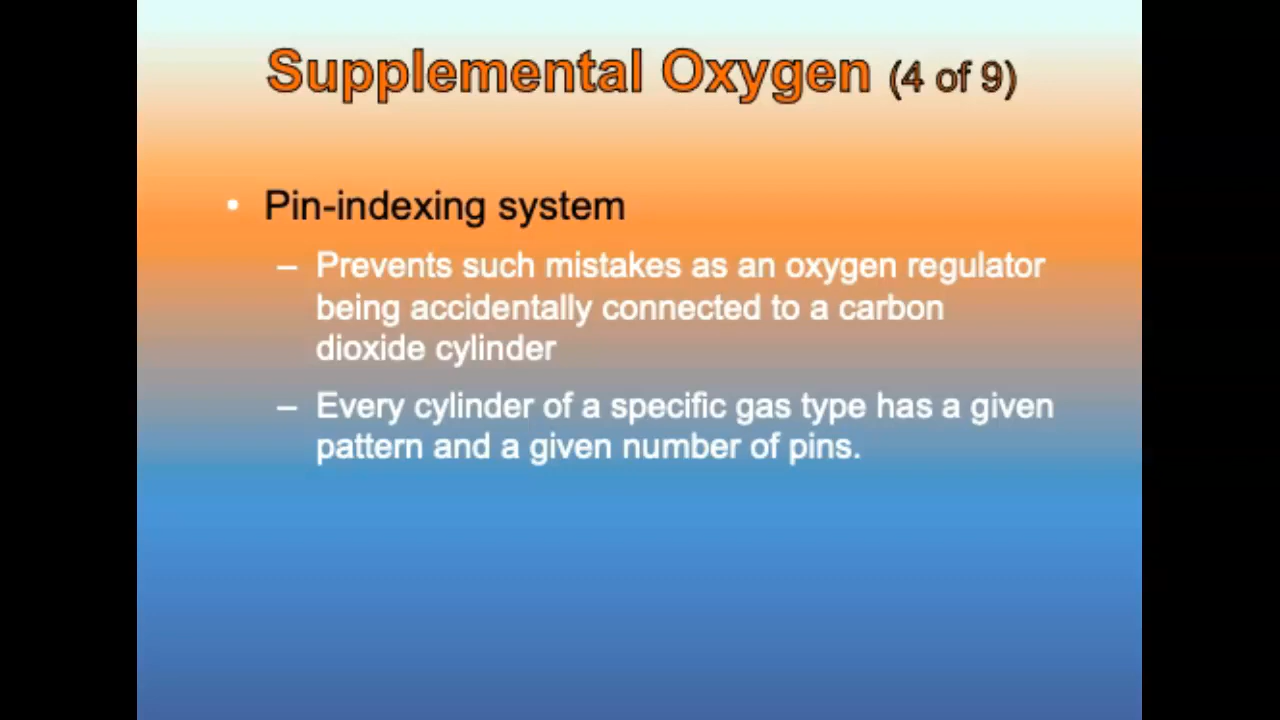 Supplemental Oxygen (4 of 9)
• Pin-indexing system
– Prevents such mistakes as an oxygen regulator
being accidentally connected to a carbon
dioxide cylinder
– Every cylinder of a specific gas type has a given
pattern and a given number of pins.